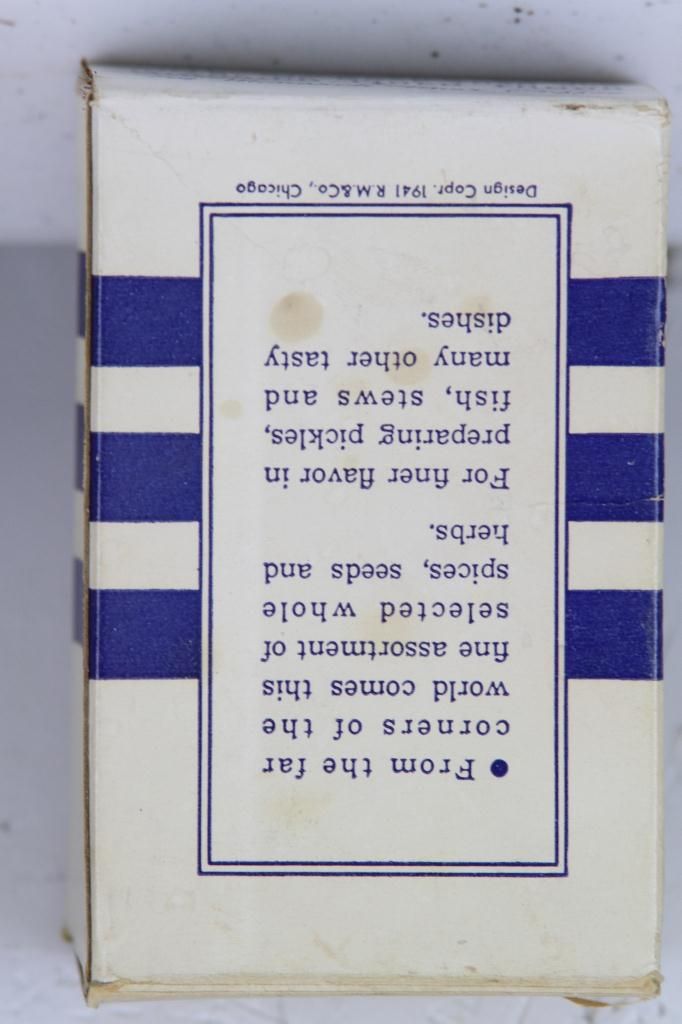 ● From the far
corners of the
world comes this
fine assortment of
selected whole
spices, seeds and
herbs.
For finer flavor in
preparing pickles,
fish, stews and
many other tasty
dishes.
Design Copr. 1941 R.M.&Co., Chicago